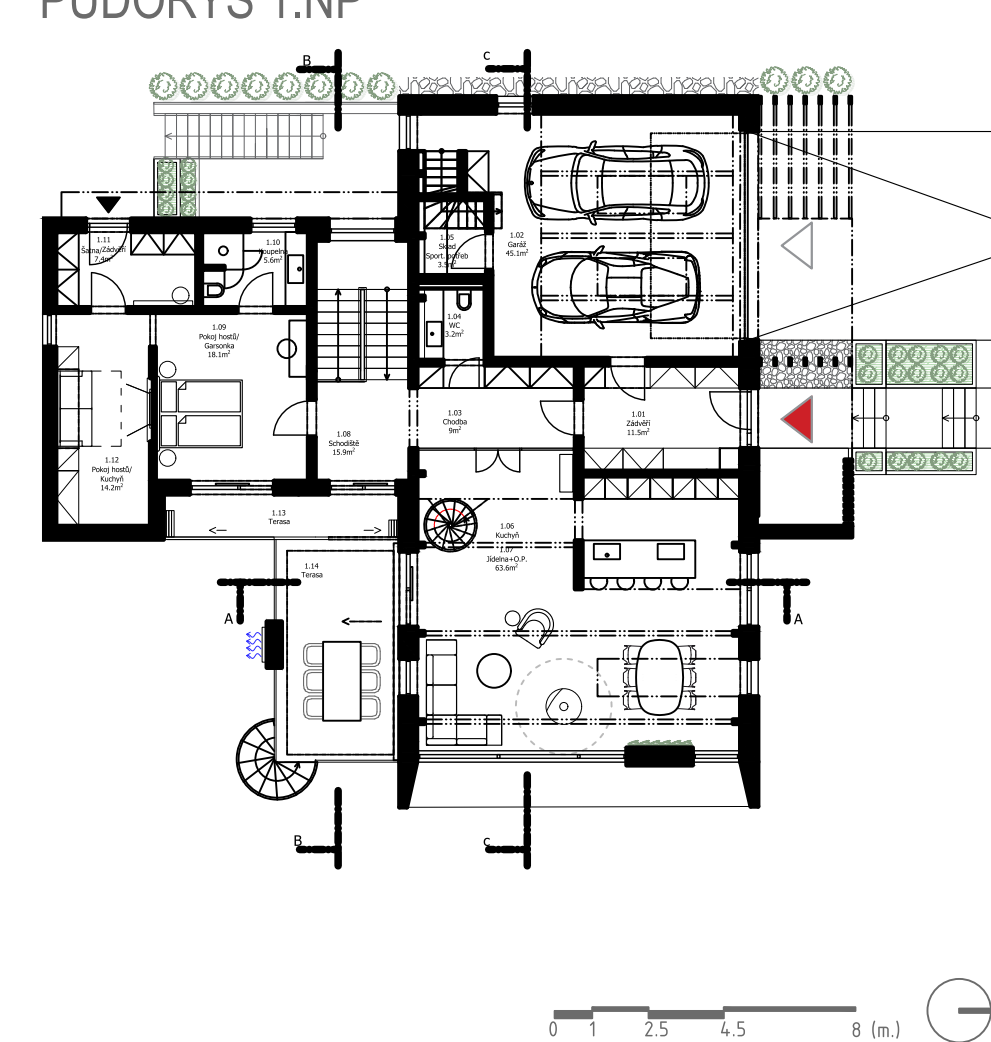 PŮDORYS 1.NP
B
c
1.11
Šatna/Zádveří
7.4m²
1.10
Koupelna
5.6m²
1.05
Sklad
Sport. potřeb
3.9m²
1.02
Garáž
45.1m²
1.04
WC
3.2m²
1.09
Pokoj hostů/
Garsonka
18.1m²
1.03
Chodba
9m²
1.01
Zádvěří
11.5m²
1.08
Schodiště
15.9m²
1.12
Pokoj hostů/
Kuchyň
14.2m²
1.13
Terasa
1.06
Kuchyň
1.07
Jídelna+O.P.
63.6m²
1.14
Terasa
A
A
B
c
0 1 2.5 4.5 8 (m.)